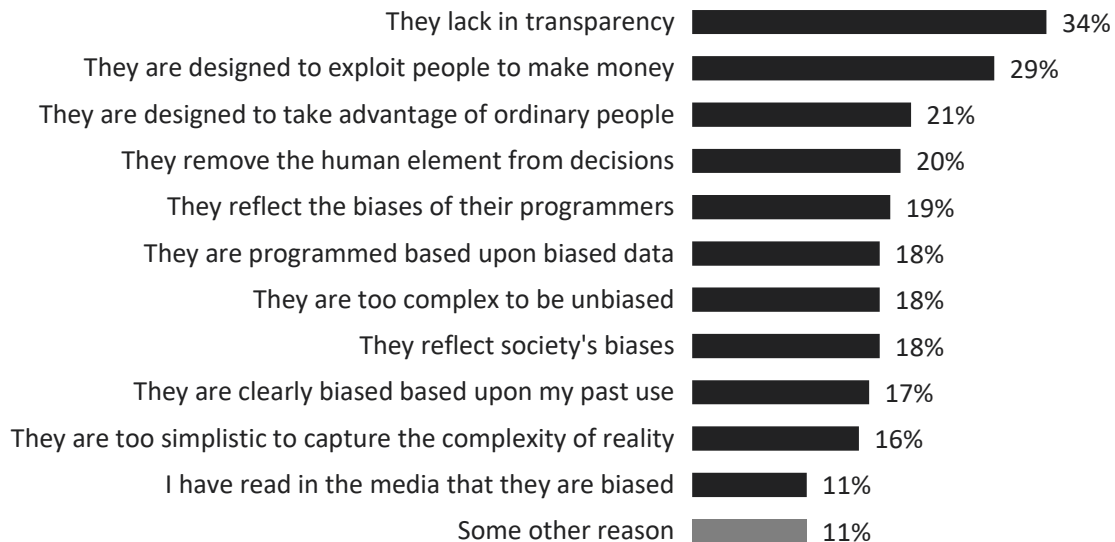 They lack in transparency 34%
They are designed to exploit people to make money 29%
They are designed to take advantage of ordinary people 21%
They remove the human element from decisions 20%
They reflect the biases of their programmers 19%
They are programmed based upon biased data 18%
They are too complex to be unbiased 18%
They reflect society's biases 18%
They are clearly biased based upon my past use 17%
They are too simplistic to capture the complexity of reality 16%
I have read in the media that they are biased 11%
Some other reason 11%